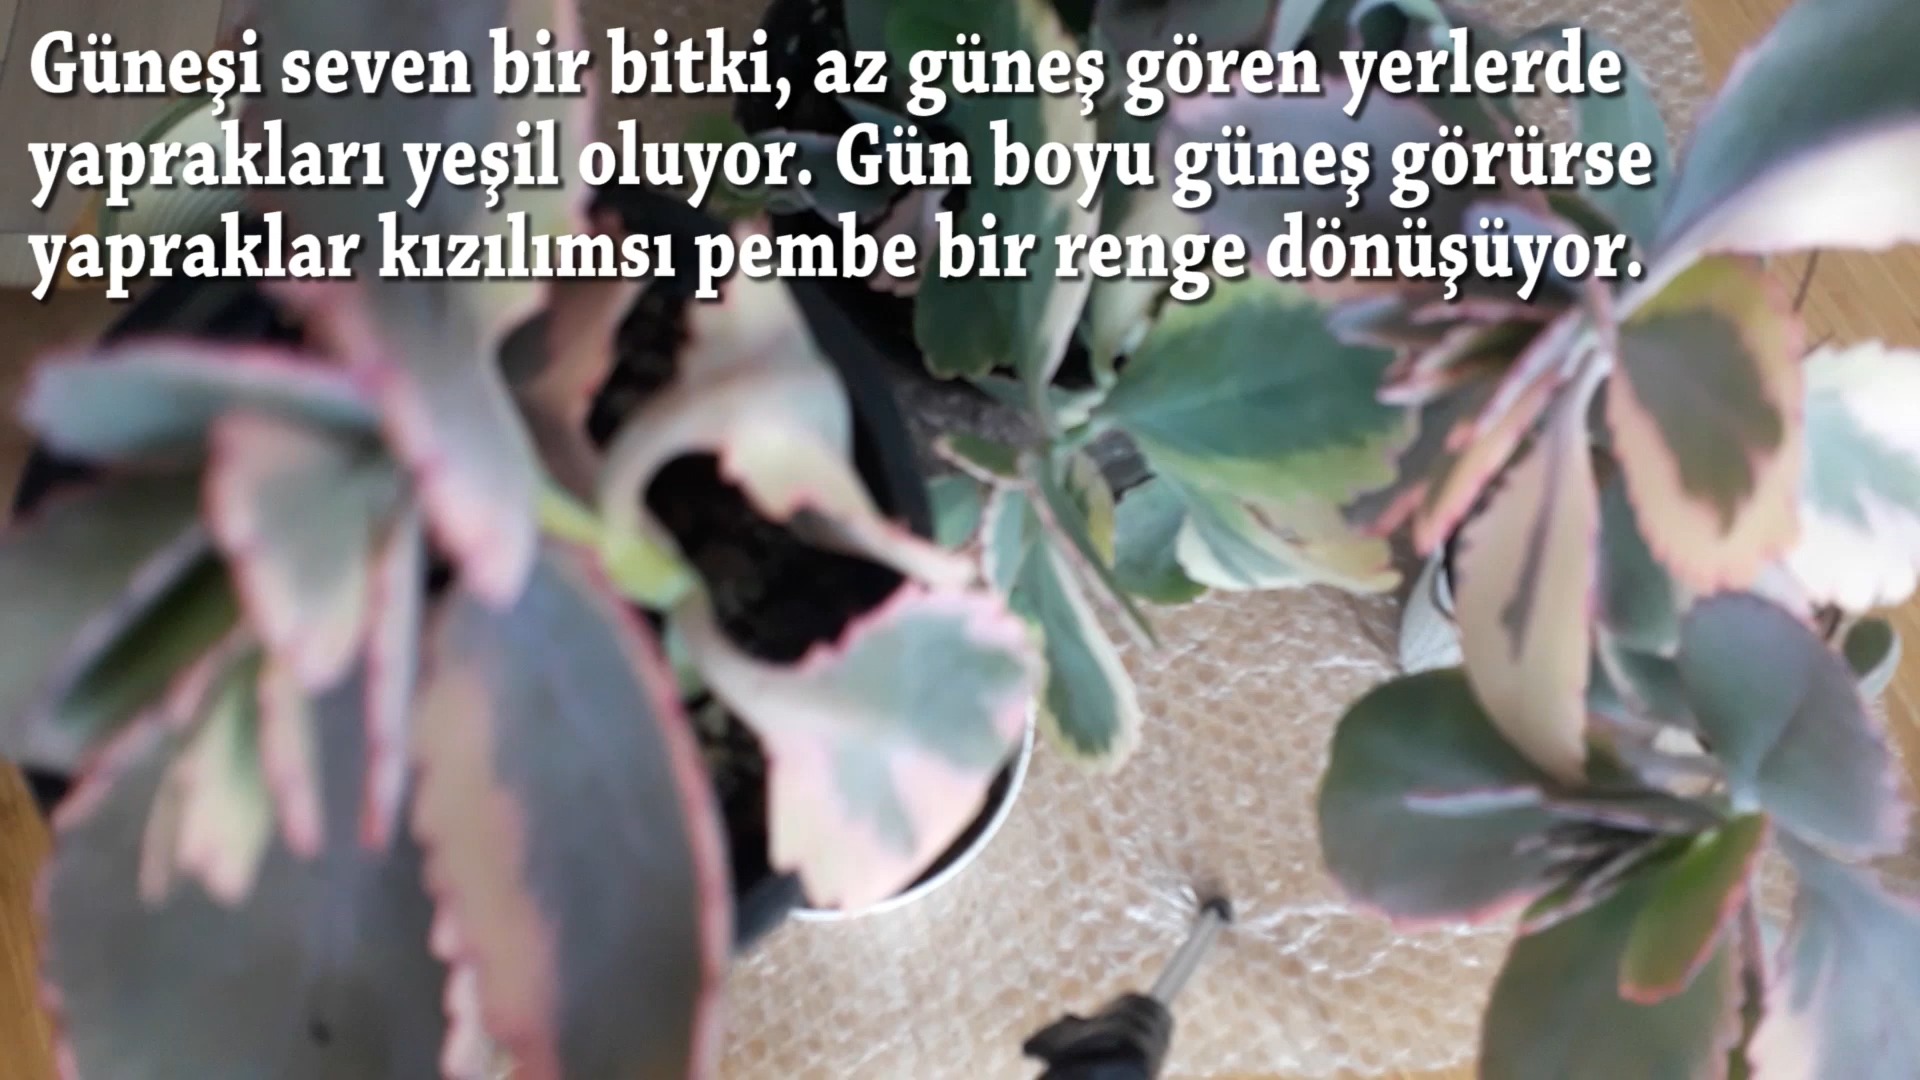 Güneşi seven bir bitki, az güneş gören yerlerde
yaprakları yeşil oluyor. Gün boyu güneş görürse
yapraklar kızılımsı pembe bir renge dönüşüyor.